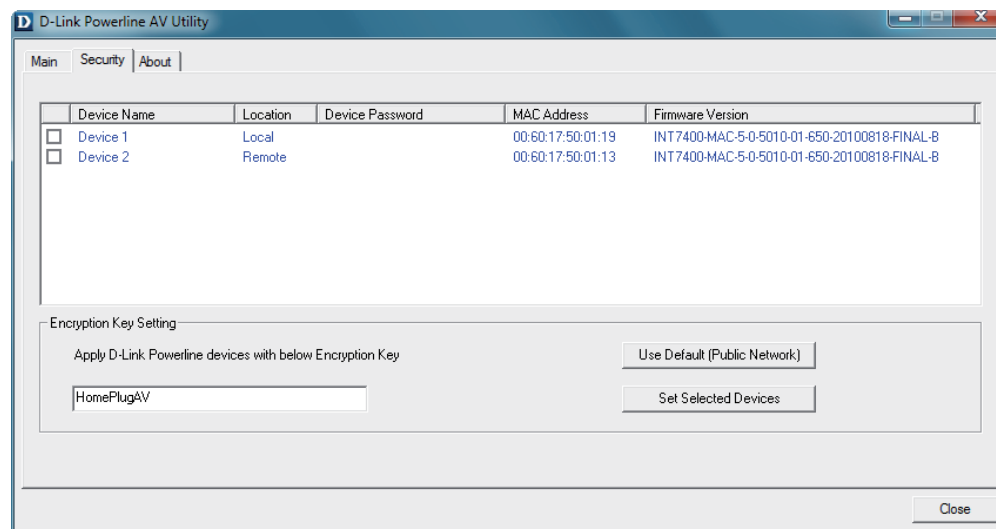 D-Link Powerline AV Utility
Main Security About
Device Name Location Device Password MAC Address Firmware Version
Device 1 Local 00:60:17:50:01:19 INT7400-MAC-5-0-5010-01-650-20100818-FINAL-B
Device 2 Remote 00:60:17:50:01:13 INT7400-MAC-5-0-5010-01-650-20100818-FINAL-B
Encryption Key Setting
Apply D-Link Powerline devices with below Encryption Key Use Default (Public Network)
HomePlugAV Set Selected Devices
Close